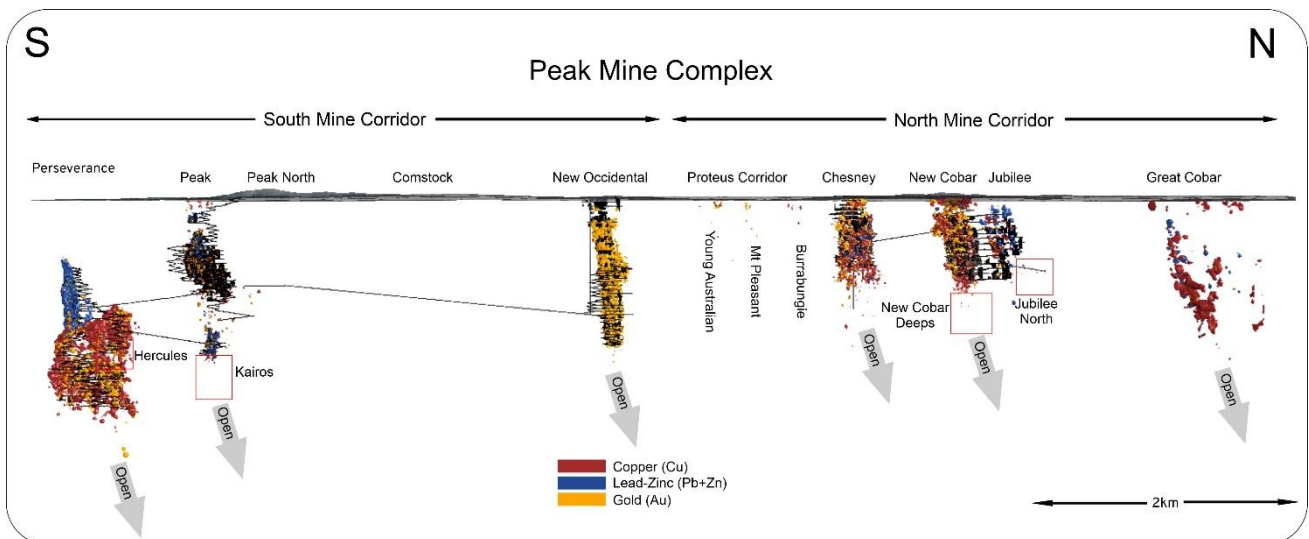 S
N
Peak Mine Complex
South Mine Corridor
North Mine Corridor
Perseverance
Peak
Peak North
Comstock
New Occidental
Proteus Corridor
Chesney
New Cobar
Jubilee
Great Cobar
Young Australian
Mt Pleasant
Burrabungie
New Cobar
Deeps
Jubilee
North
Hercules
Kairos
Open
Open
Open
Open
Open
Open
Copper (Cu)
Lead-Zinc (Pb+Zn)
Gold (Au)
2km